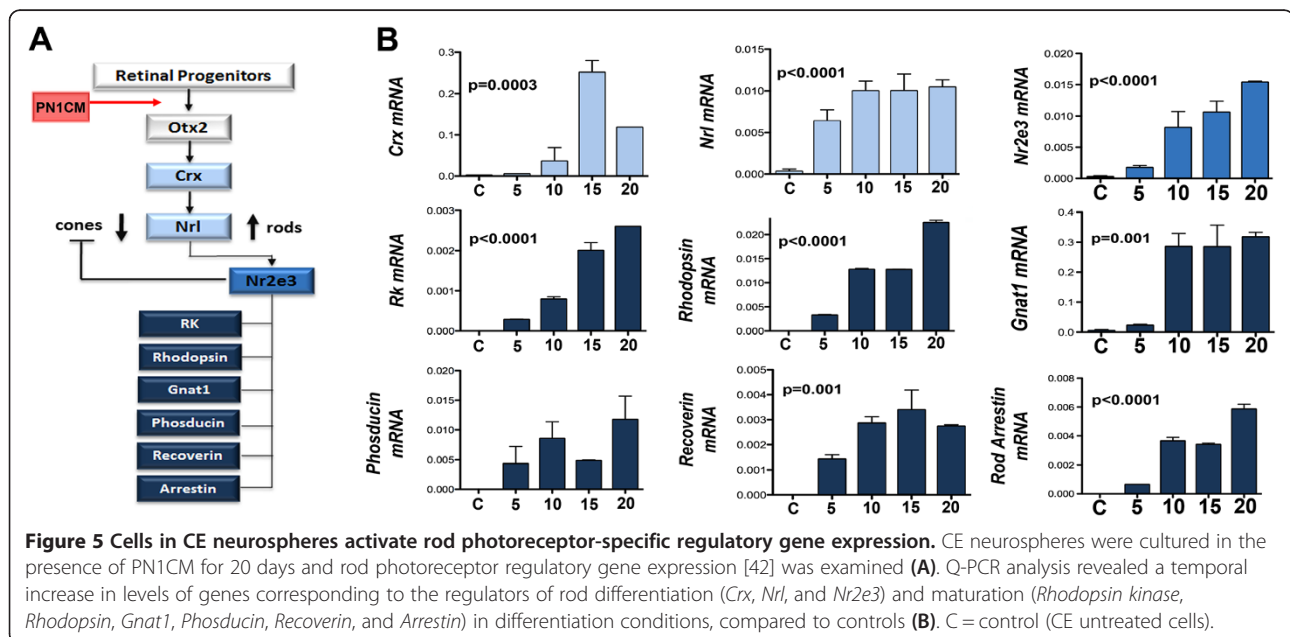 A
Retinal Progenitors
PN1CM
Otx2
Crx
cones
Nrl
rods
Nr2e3
RK
Rhodopsin
Gnat1
Phosducin
Recoverin
Arrestin
B
Crx mRNA
0.3
0.2
0.1
0.0
p=0.0003
C 5 10 15 20
Nrl mRNA
0.015
0.010
0.005
0.000
p<0.0001
C 5 10 15 20
Nr2e3 mRNA
0.020
0.015
0.010
0.005
0.000
p<0.0001
C 5 10 15 20
Rk mRNA
0.003
0.002
0.001
0.000
p<0.0001
C 5 10 15 20
Rhodopsin
mRNA
0.020
0.015
0.010
0.005
0.000
p<0.0001
C 5 10 15 20
Gnat1 mRNA
0.4
0.3
0.2
0.1
0.0
p=0.001
C 5 10 15 20
Phosducin
mRNA
0.020
0.015
0.010
0.005
0.000
C 5 10 15 20
Recoverin
mRNA
0.005
0.004
0.003
0.002
0.001
0.000
p=0.001
C 5 10 15 20
Rod Arrestin
mRNA
0.008
0.006
0.004
0.002
0.000
p<0.0001
C 5 10 15 20
Figure 5 Cells in CE neurospheres activate rod photoreceptor-specific regulatory gene expression. CE neurospheres were cultured in the
presence of PN1CM for 20 days and rod photoreceptor regulatory gene expression [42] was examined (A). Q-PCR analysis revealed a temporal
increase in levels of genes corresponding to the regulators of rod differentiation (Crx, Nrl, and Nr2e3) and maturation (Rhodopsin kinase,
Rhodopsin, Gnat1, Phosducin, Recoverin, and Arrestin) in differentiation conditions, compared to controls (B). C = control (CE untreated cells).